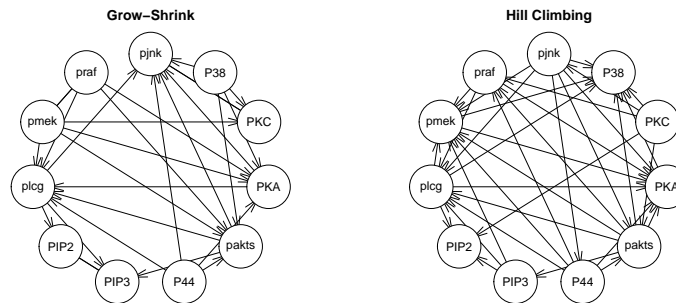 Grow−Shrink
Hill Climbing
pjnk
praf
P38
pmek
PKC
plcg
PKA
PIP2
pakts
PIP3
P44
pjnk
praf
P38
pmek
PKC
plcg
PKA
PIP2
pakts
PIP3
P44